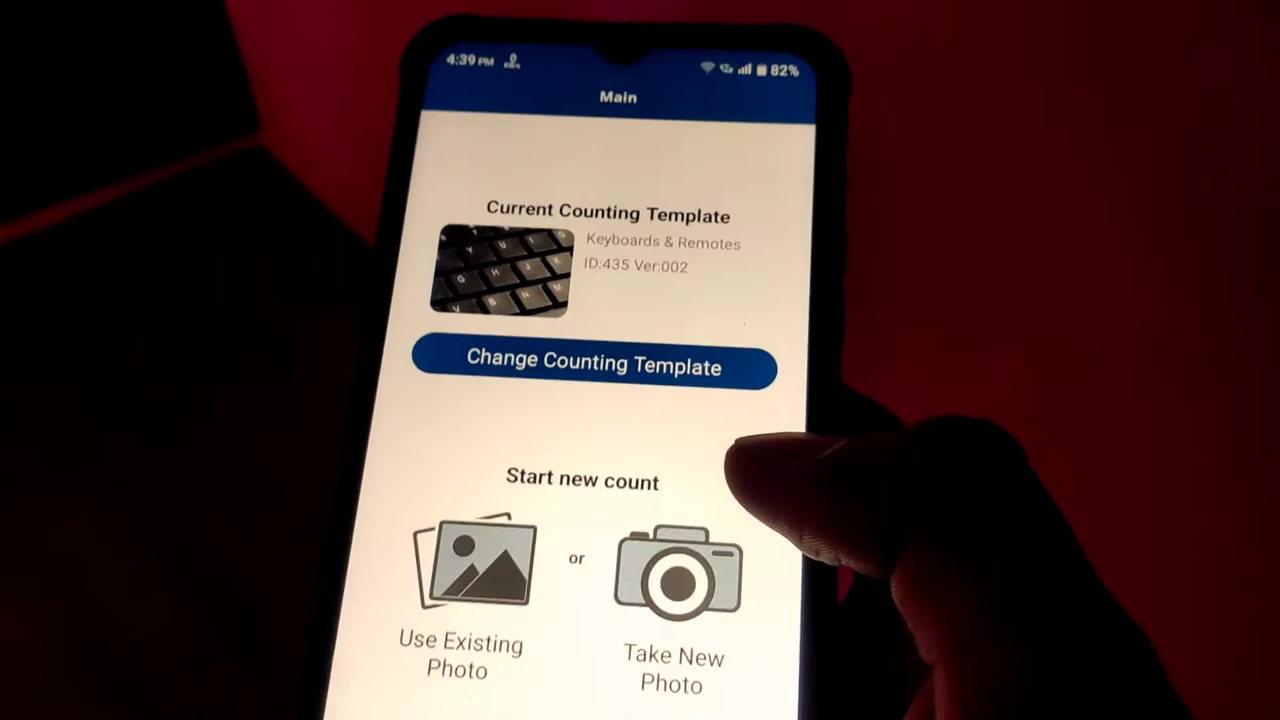 4:39 PM
82%
Main
Current Counting Template
Keyboards & Remotes
ID:435 Ver:002
Y U I
G H J K
V B N M
Change Counting Template
Start new count
or
Use Existing
Photo
Take New
Photo